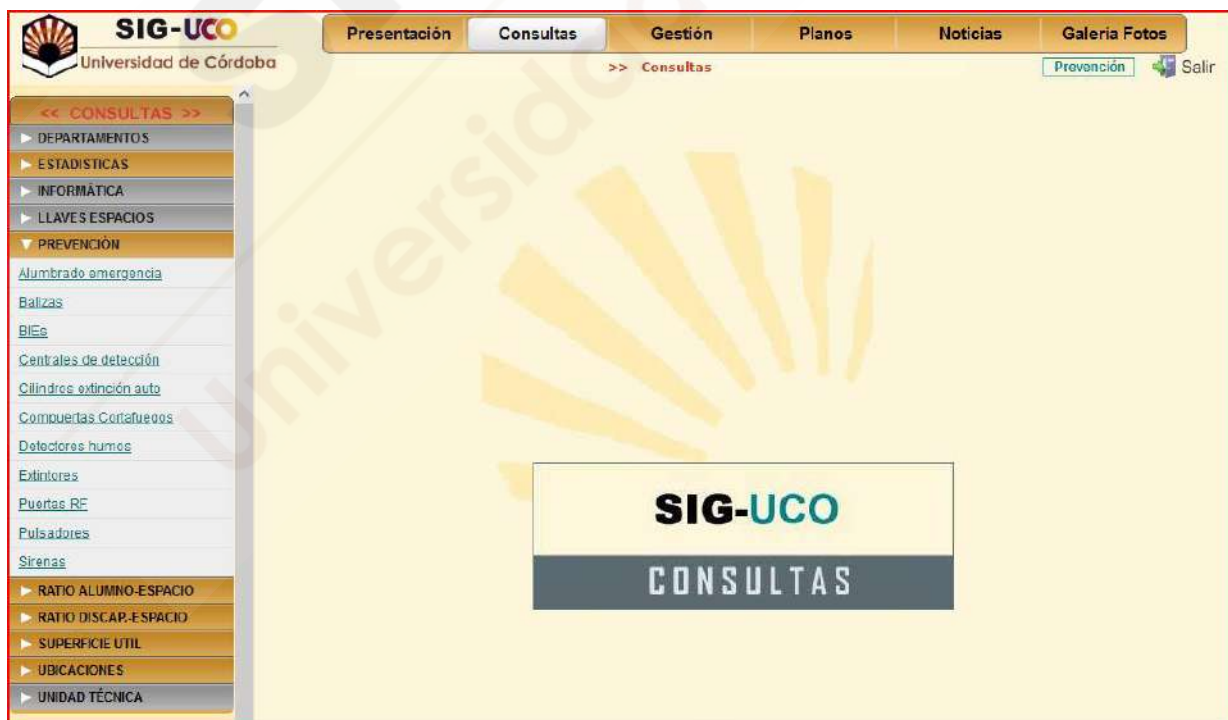 SIG-UCO
Universidad de Córdoba
Presentación Consultas Gestión Planos Noticias Galeria Fotos
>> Consultas
Prevención Salir
<< CONSULTAS >>
DEPARTAMENTOS
ESTADISTICAS
INFORMÁTICA
LLAVES ESPACIOS
PREVENCIÓN
Alumbrado emergencia
Balizas
BIEs
Centrales de detección
Cilindros extinción auto
Compuertas Cortafuegos
Detectores humos
Extintores
Puertas RF
Pulsadores
Sirenas
RATIO ALUMNO-ESPACIO
RATIO DISCAP.-ESPACIO
SUPERFICIE UTIL
UBICACIONES
UNIDAD TÉCNICA
SIG-UCO
CONSULTAS
Universida